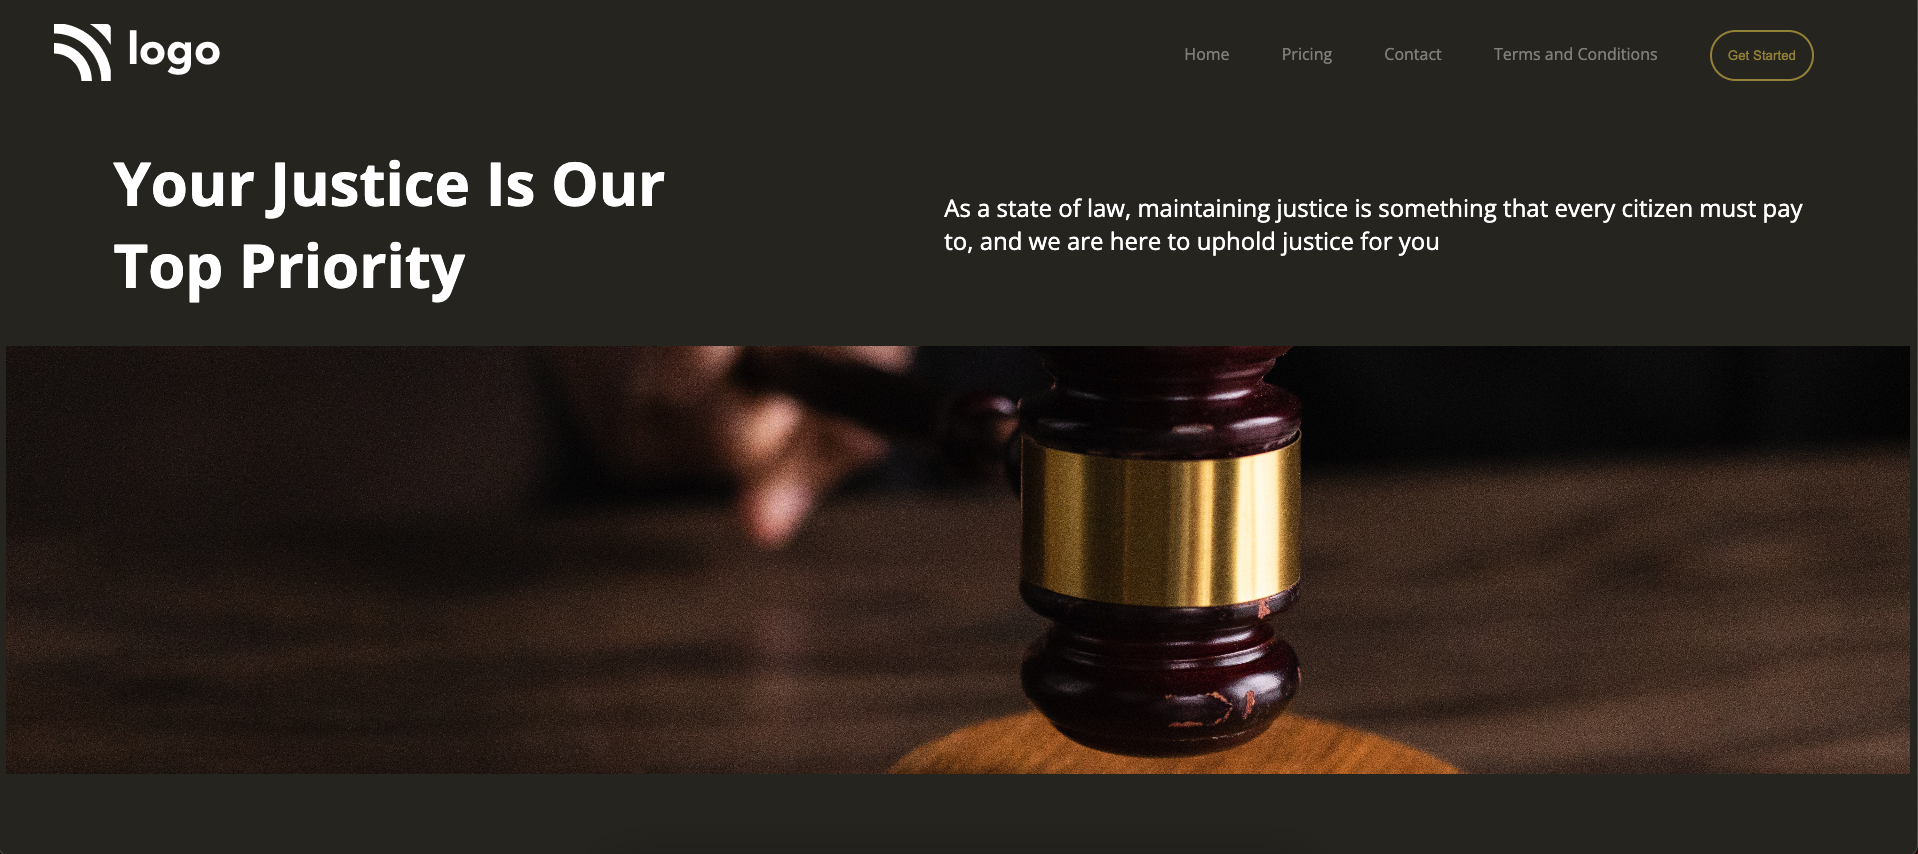 logo
Home Pricing Contact Terms and Conditions Get Started
Your Justice Is Our
Top Priority
As a state of law, maintaining justice is something that every citizen must pay
to, and we are here to uphold justice for you